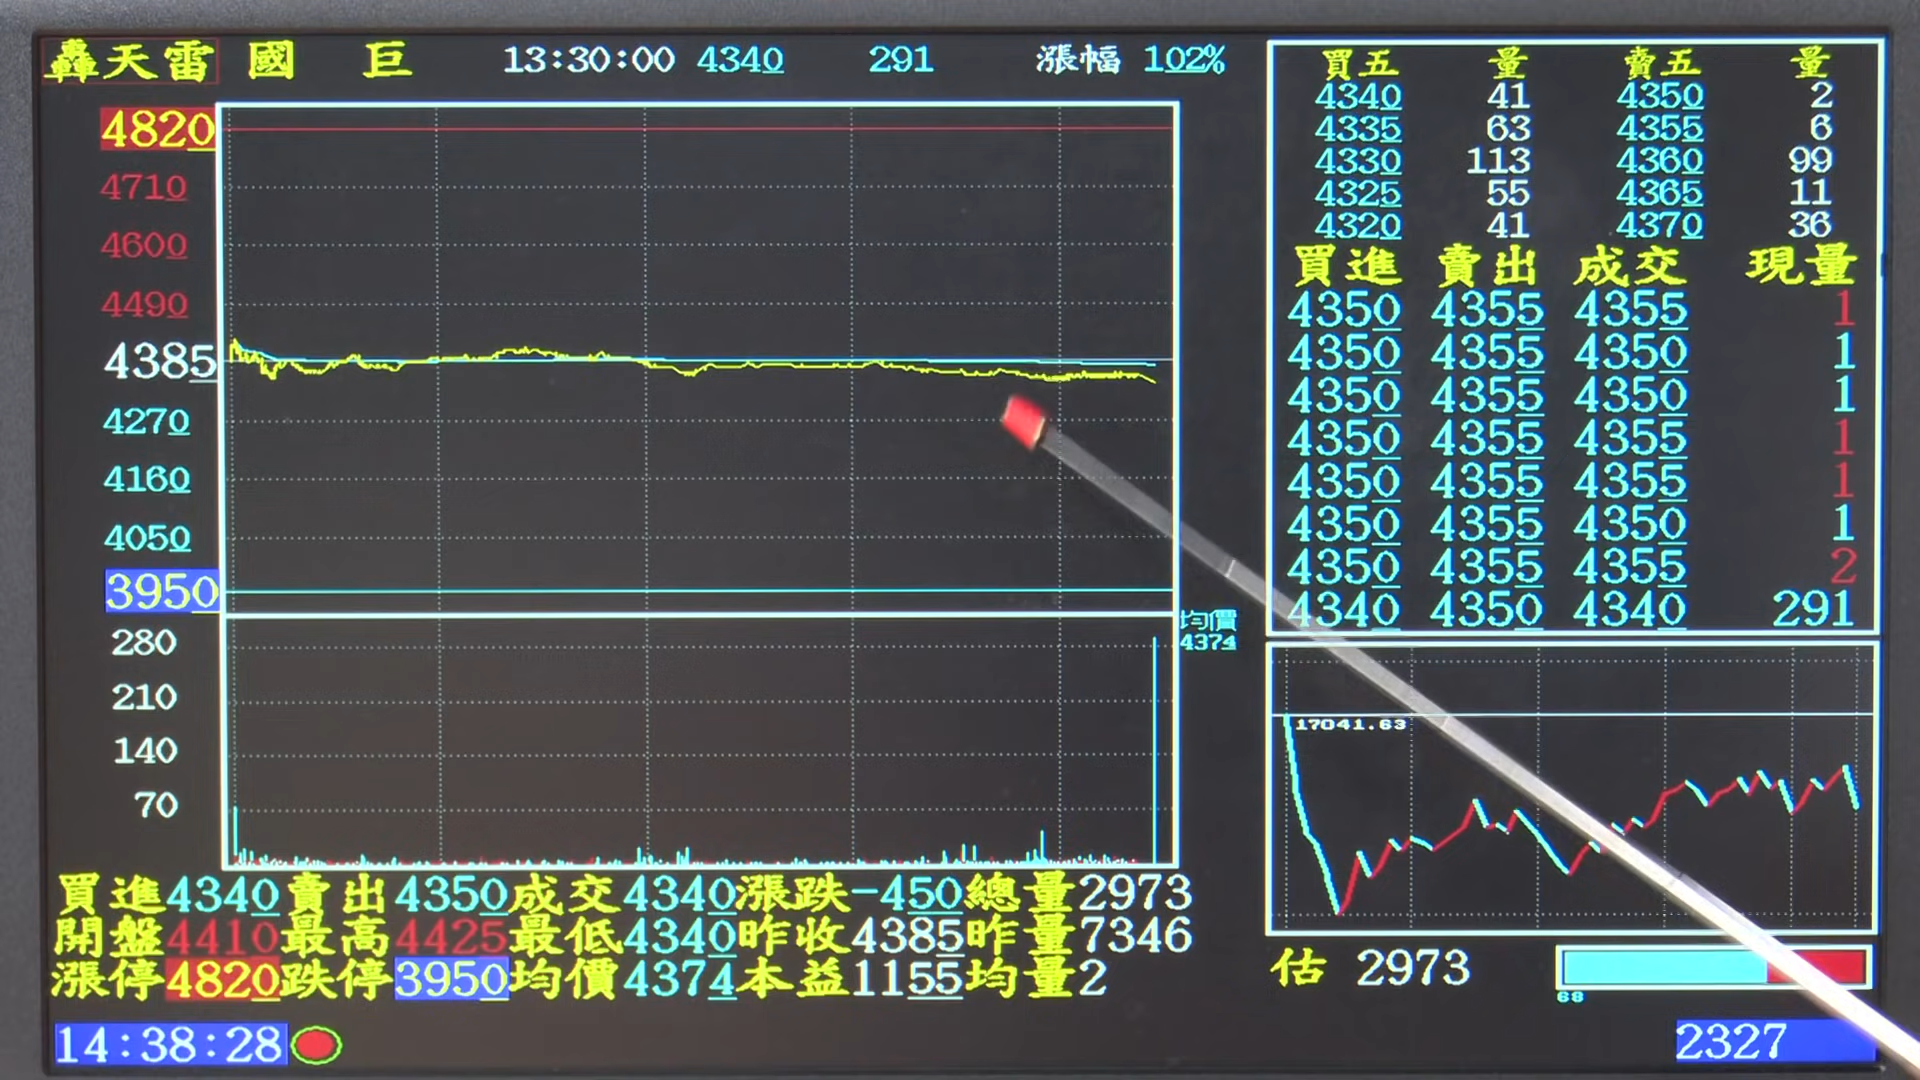 轟天雷 國 巨 13:30:00 4340 291 漲幅 102%
4820
4710
4600
4490
4385
4270
4160
4050
3950
280
210
140
70
均價
4374
買五 量 賣五 量
4340 41 4350 2
4335 63 4355 6
4330 113 4360 99
4325 55 4365 11
4320 41 4370 36
買進 賣出 成交 現量
4350 4355 4355 1
4350 4355 4350 1
4350 4355 4350 1
4350 4355 4355 1
4350 4355 4355 1
4350 4355 4350 1
4350 4355 4355 2
4340 4350 4340 291
17041.63
買進4340賣出4350成交4340漲跌-450總量2973
開盤4410最高4425最低4340昨收4385昨量7346
漲停4820跌停3950均價4374本益1155均量2
估 2973
68
14:38:28
2327